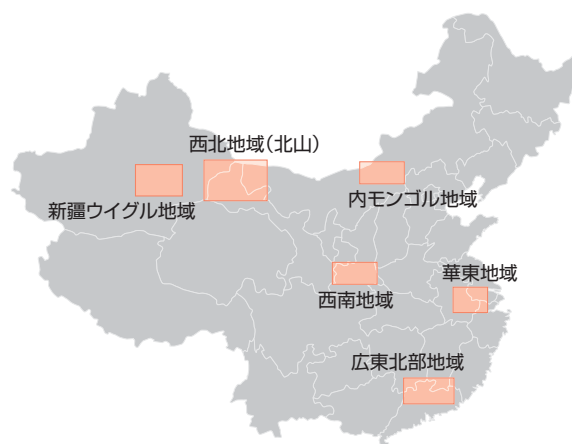 西北地域（北山）
新疆ウイグル地域
内モンゴル地域
華東地域
西南地域
広東北部地域